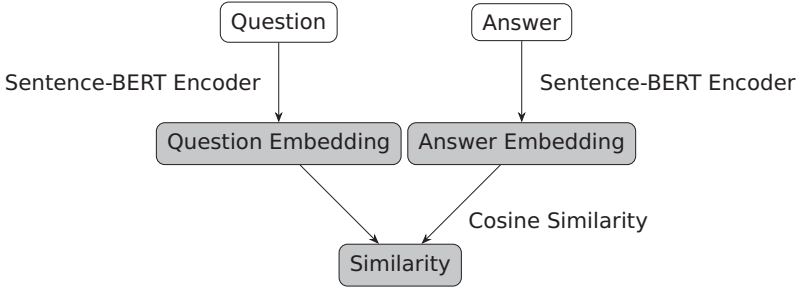 Question
Answer
Sentence-BERT Encoder
Sentence-BERT Encoder
Question Embedding
Answer Embedding
Cosine Similarity
Similarity